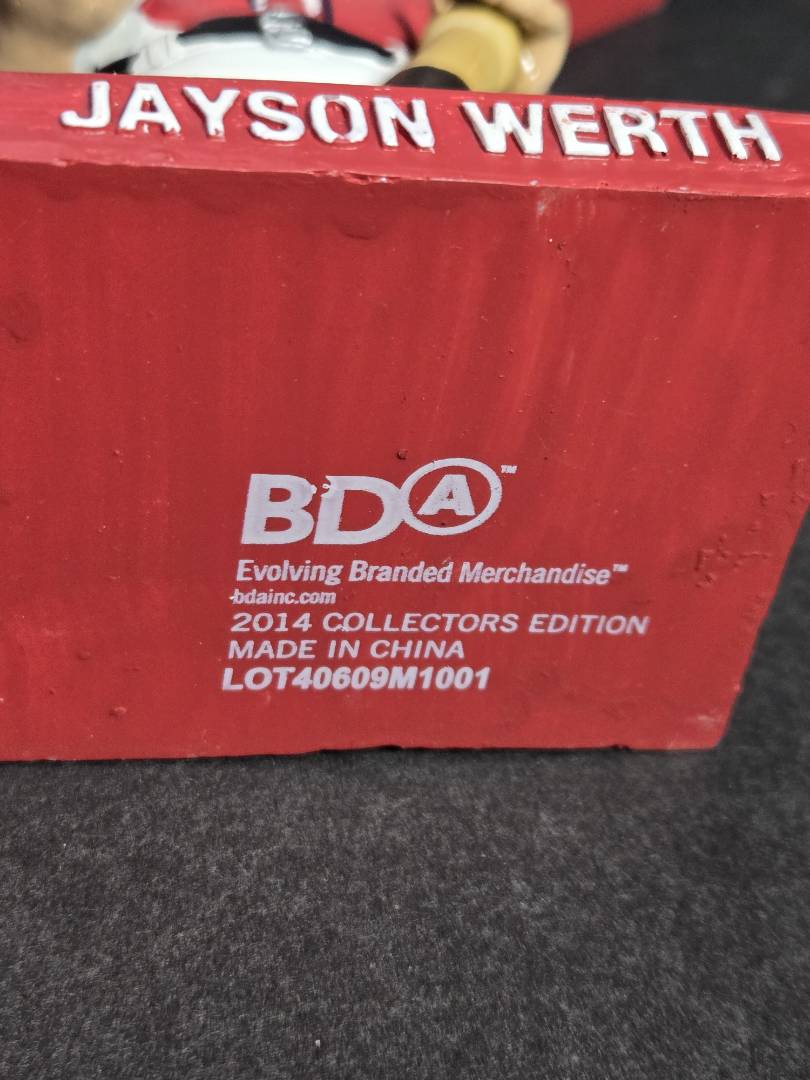 JAYSON WERTH
BDA™
Evolving Branded Merchandise™
bdainc.com
2014 COLLECTORS EDITION
MADE IN CHINA
LOT40609M1001